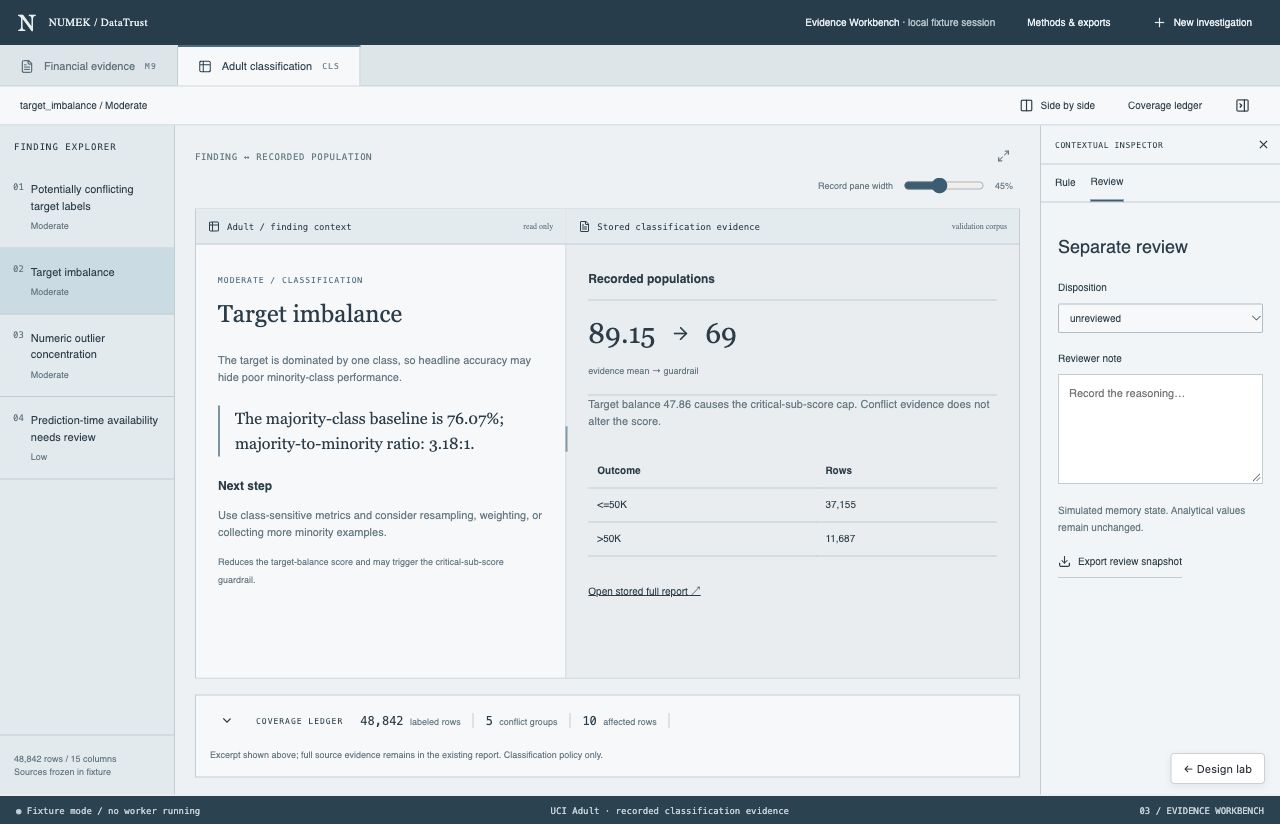 N NUMEK / DataTrust
Evidence Workbench · local fixture session
Methods & exports
+ New investigation
Financial evidence M9
Adult classification CLS
target_imbalance / Moderate
Side by side
Coverage ledger
FINDING EXPLORER
01 Potentially conflicting
target labels
Moderate
02 Target imbalance
Moderate
03 Numeric outlier
concentration
Moderate
04 Prediction-time availability
needs review
Low
48,842 rows / 15 columns
Sources frozen in fixture
FINDING ↔ RECORDED POPULATION
Record pane width 45%
Adult / finding context read only
MODERATE / CLASSIFICATION
Target imbalance
The target is dominated by one class, so headline accuracy may
hide poor minority-class performance.
The majority-class baseline is 76.07%;
majority-to-minority ratio: 3.18:1.
Next step
Use class-sensitive metrics and consider resampling, weighting, or
collecting more minority examples.
Reduces the target-balance score and may trigger the critical-sub-score
guardrail.
Stored classification evidence validation corpus
Recorded populations
89.15 → 69
evidence mean → guardrail
Target balance 47.86 causes the critical-sub-score cap. Conflict evidence does not
alter the score.
Outcome Rows
<=50K 37,155
>50K 11,687
Open stored full report ↗
COVERAGE LEDGER 48,842 labeled rows 5 conflict groups 10 affected rows
Excerpt shown above; full source evidence remains in the existing report. Classification policy only.
CONTEXTUAL INSPECTOR
Rule Review
Separate review
Disposition
unreviewed
Reviewer note
Record the reasoning…
Simulated memory state. Analytical values
remain unchanged.
Export review snapshot
← Design lab
● Fixture mode / no worker running
UCI Adult · recorded classification evidence
03 / EVIDENCE WORKBENCH